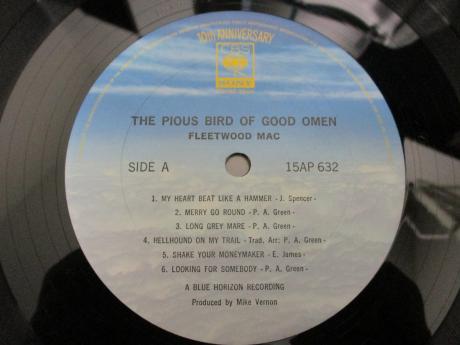 10th ANNIVERSARY
CBS
SONY
THE PIOUS BIRD OF GOOD OMEN
FLEETWOOD MAC
SIDE A
15AP 632
1. MY HEART BEAT LIKE A HAMMER - J. Spencer -
2. MERRY GO ROUND - P. A. Green -
3. LONG GREY MARE - P. A. Green -
4. HELLHOUND ON MY TRAIL - Trad. Arr: P. A. Green -
5. SHAKE YOUR MONEYMAKER - E. James -
6. LOOKING FOR SOMEBODY - P. A. Green -
A BLUE HORIZON RECORDING
Produced by Mike Vernon